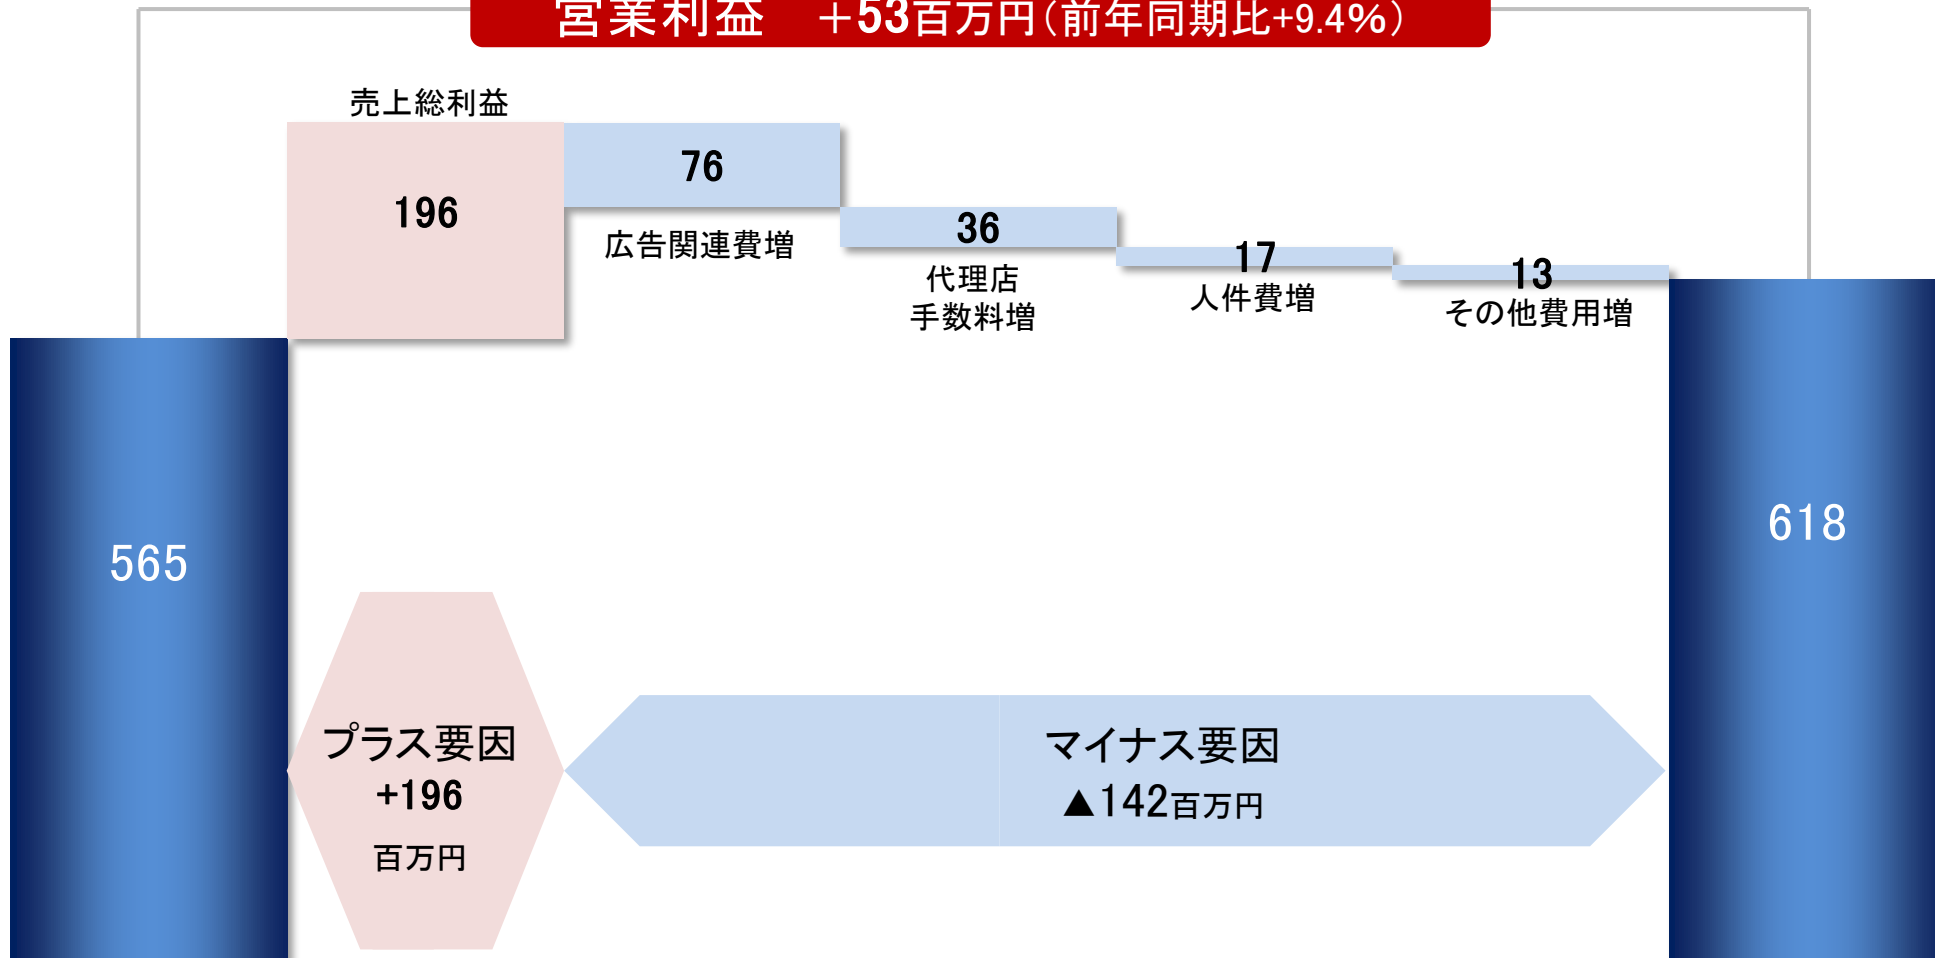 営業利益　＋53百万円（前年同期比+9.4％）
売上総利益
196
76
広告関連費増
36
代理店
手数料増
17
人件費増
13
その他費用増
565
618
プラス要因
+196
百万円
マイナス要因
▲142百万円